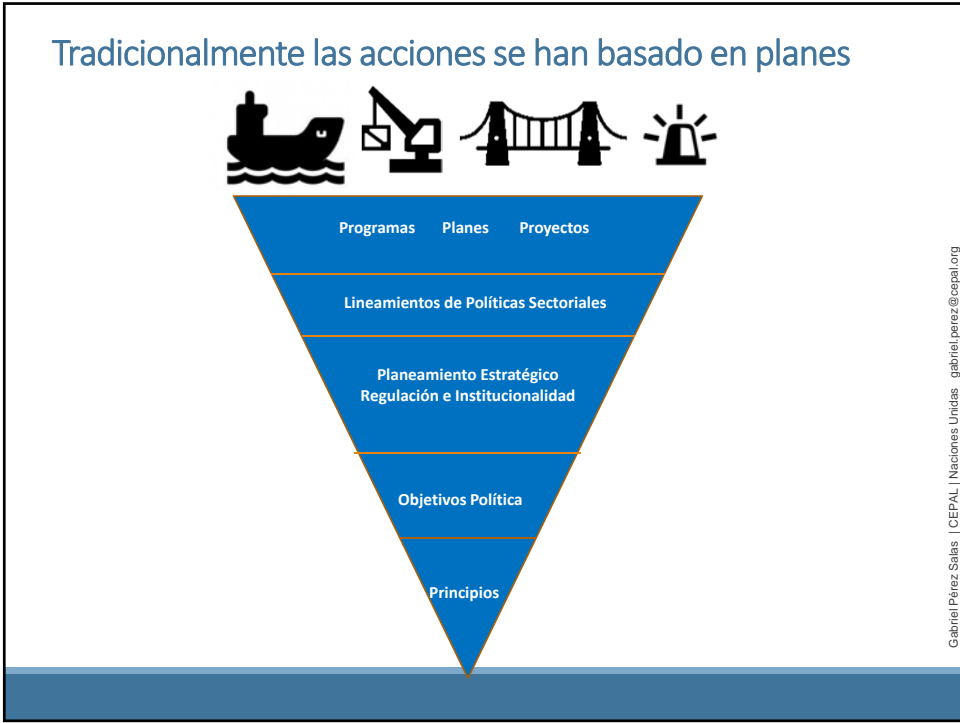 Tradicionalmente las acciones se han basado en planes
Programas Planes Proyectos
Lineamientos de Políticas Sectoriales
Planeamiento Estratégico
Regulación e Institucionalidad
Objetivos Política
Principios
Gabriel Pérez Salas | CEPAL | Naciones Unidas gabriel.perez@cepal.org